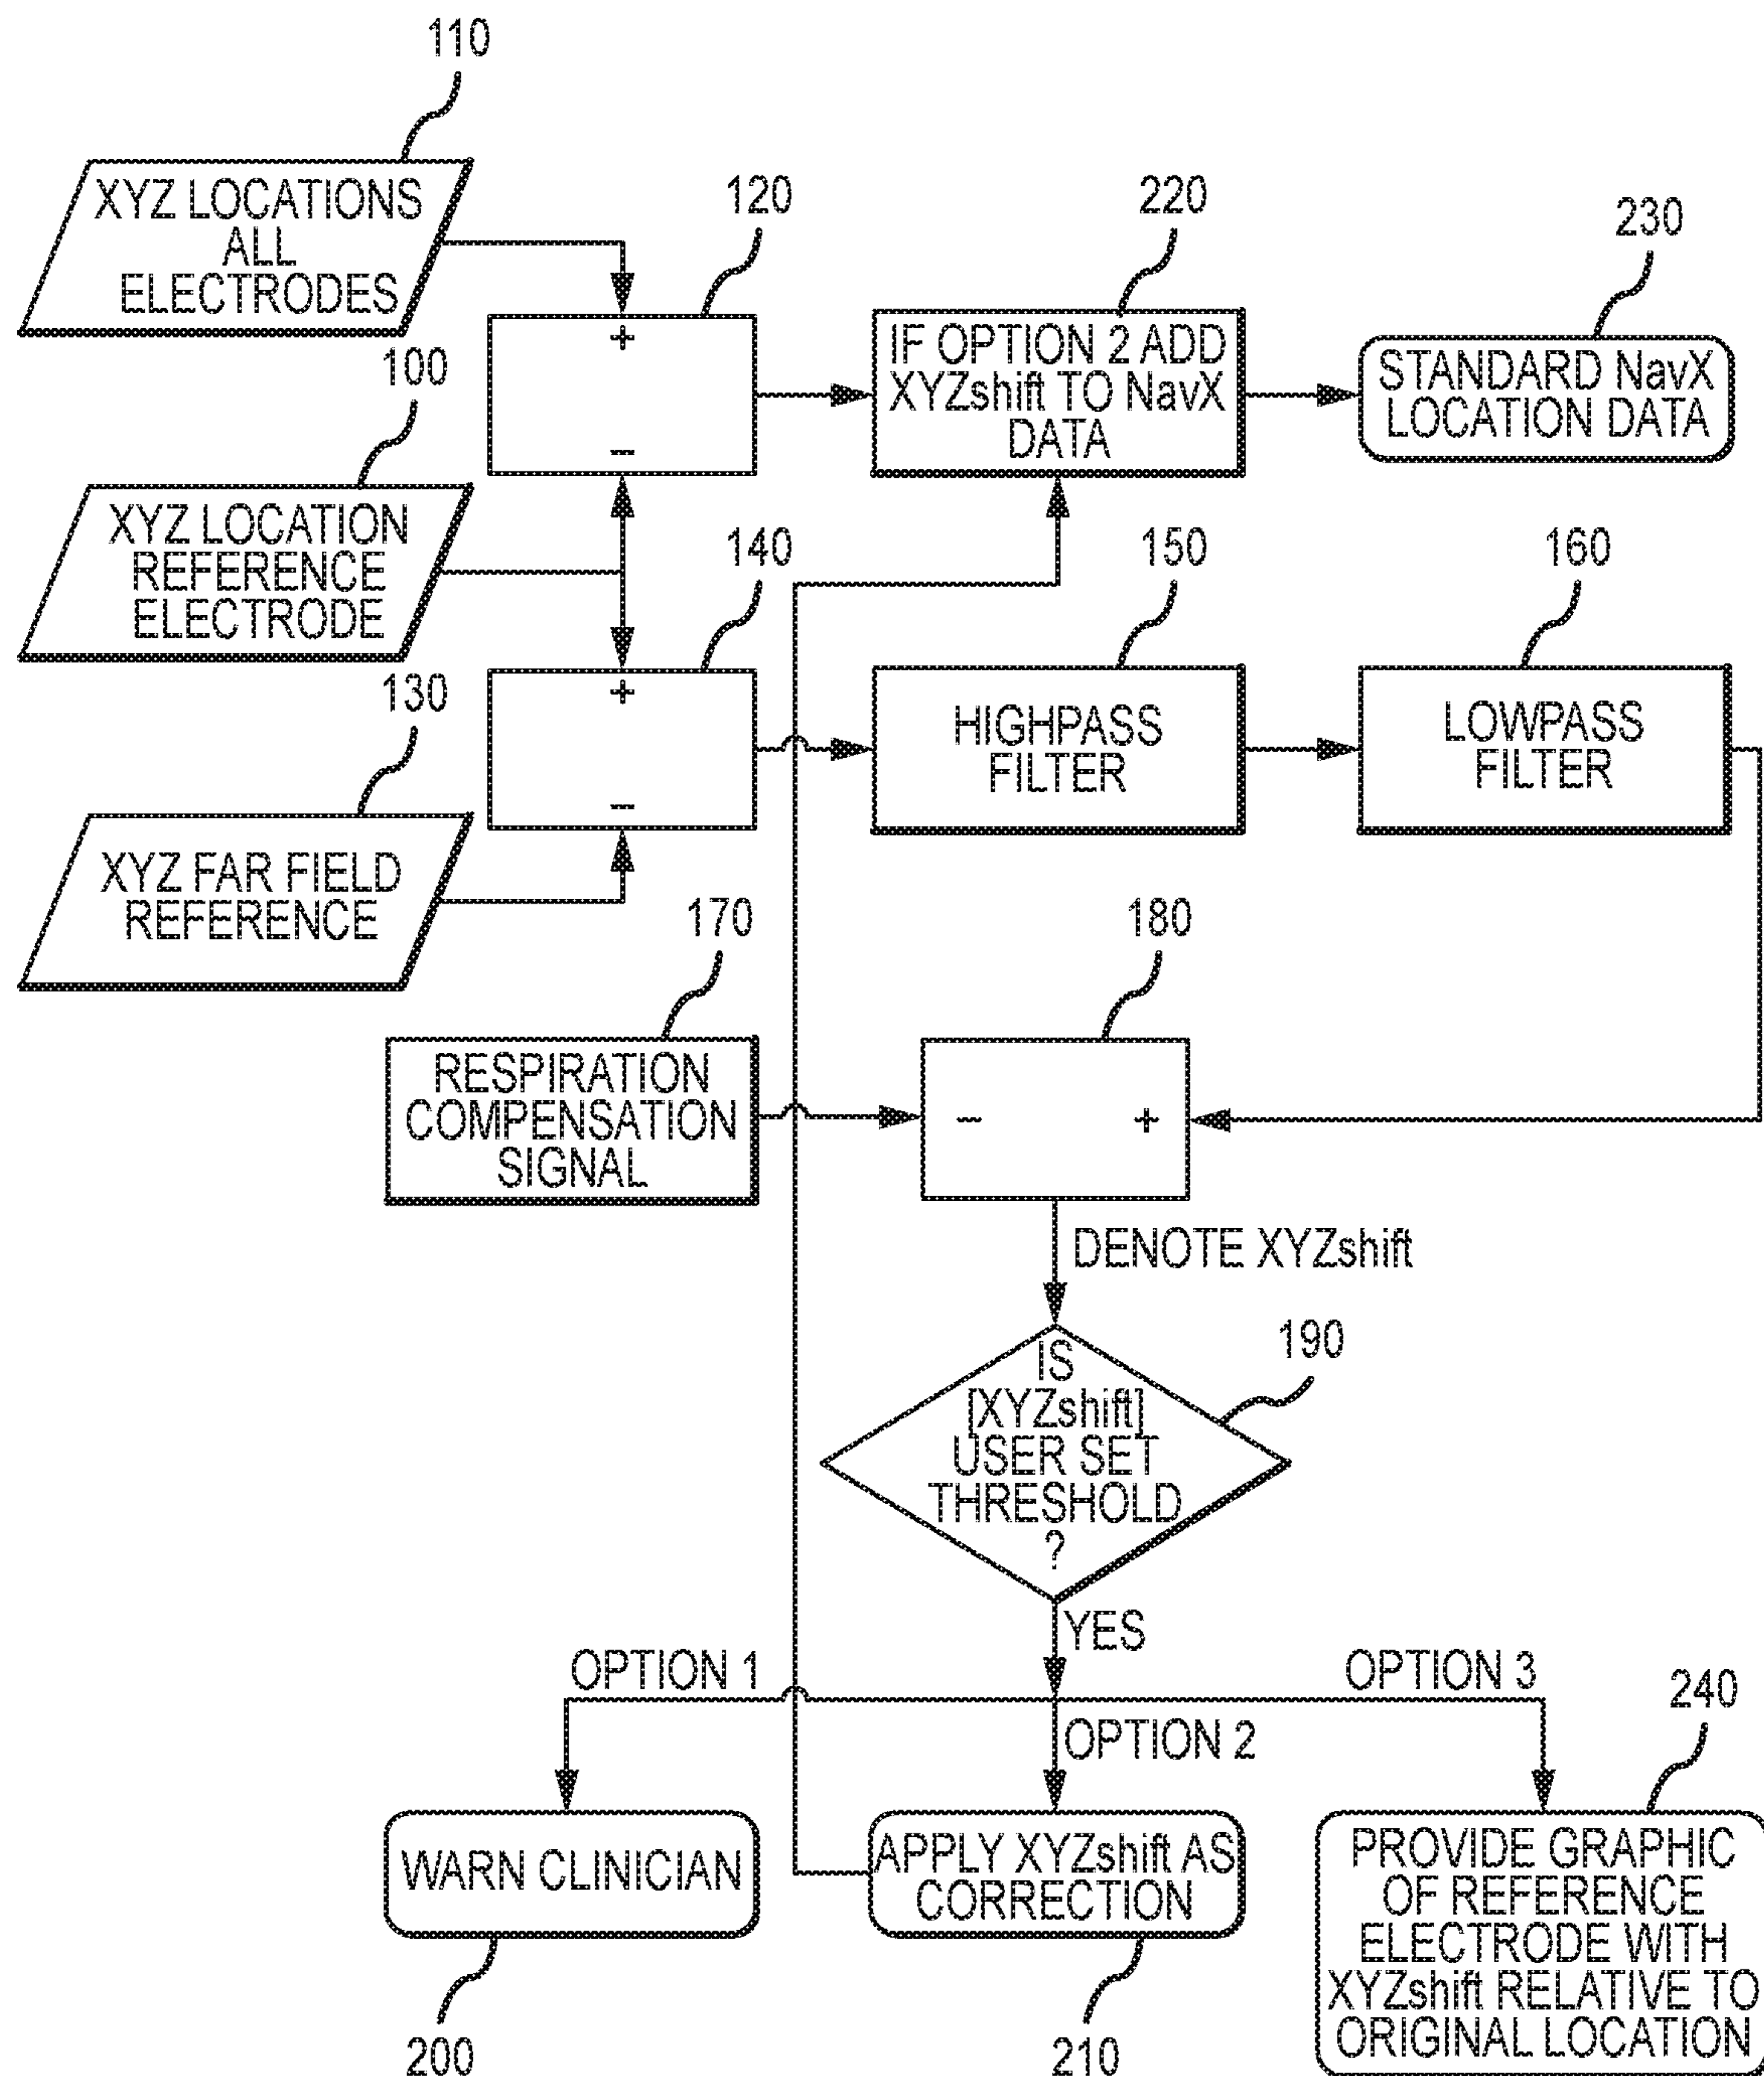 110
XYZ LOCATIONS
ALL
ELECTRODES
120
220
230
+
−
IF OPTION 2 ADD
XYZshift TO NavX
DATA
STANDARD NavX
LOCATION DATA
100
XYZ LOCATION
REFERENCE
ELECTRODE
140
150
160
+
−
HIGHPASS
FILTER
LOWPASS
FILTER
130
XYZ FAR FIELD
REFERENCE
170
180
RESPIRATION
COMPENSATION
SIGNAL
− +
DENOTE XYZshift
190
IS
[XYZshift]
USER SET
THRESHOLD
?
YES
OPTION 1
OPTION 3
240
OPTION 2
WARN CLINICIAN
APPLY XYZshift AS
CORRECTION
PROVIDE GRAPHIC
OF REFERENCE
ELECTRODE WITH
XYZshift RELATIVE TO
ORIGINAL LOCATION
200
210